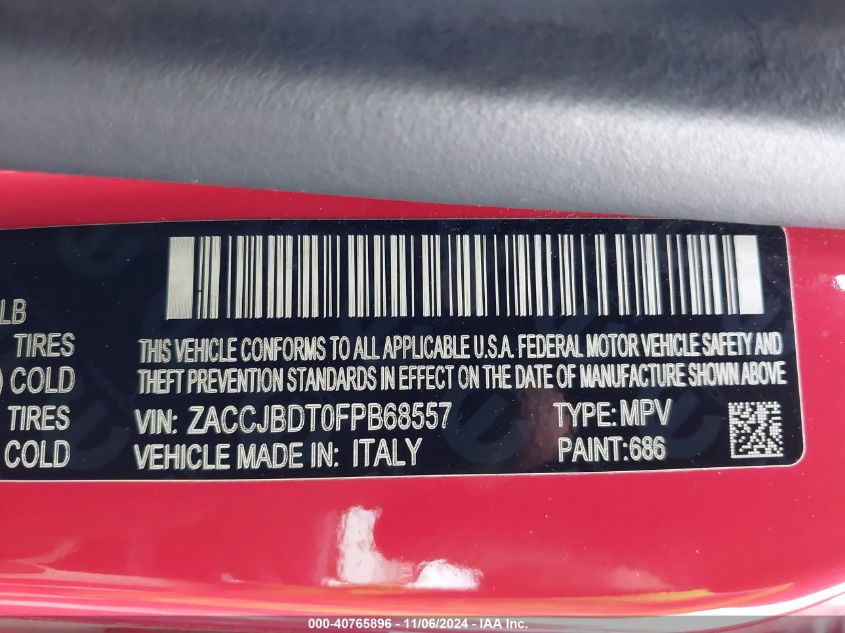 LB
TIRES
) COLD
TIRES
COLD
THIS VEHICLE CONFORMS TO ALL APPLICABLE U.S.A. FEDERAL MOTOR VEHICLE SAFETY AND
THEFT PREVENTION STANDARDS IN EFFECT ON THE DATE OF MANUFACTURE SHOWN ABOVE
VIN: ZACCJBDT0FPB68557 TYPE: MPV
VEHICLE MADE IN: ITALY PAINT:686
000-40765896 - 11/06/2024 - IAA Inc.